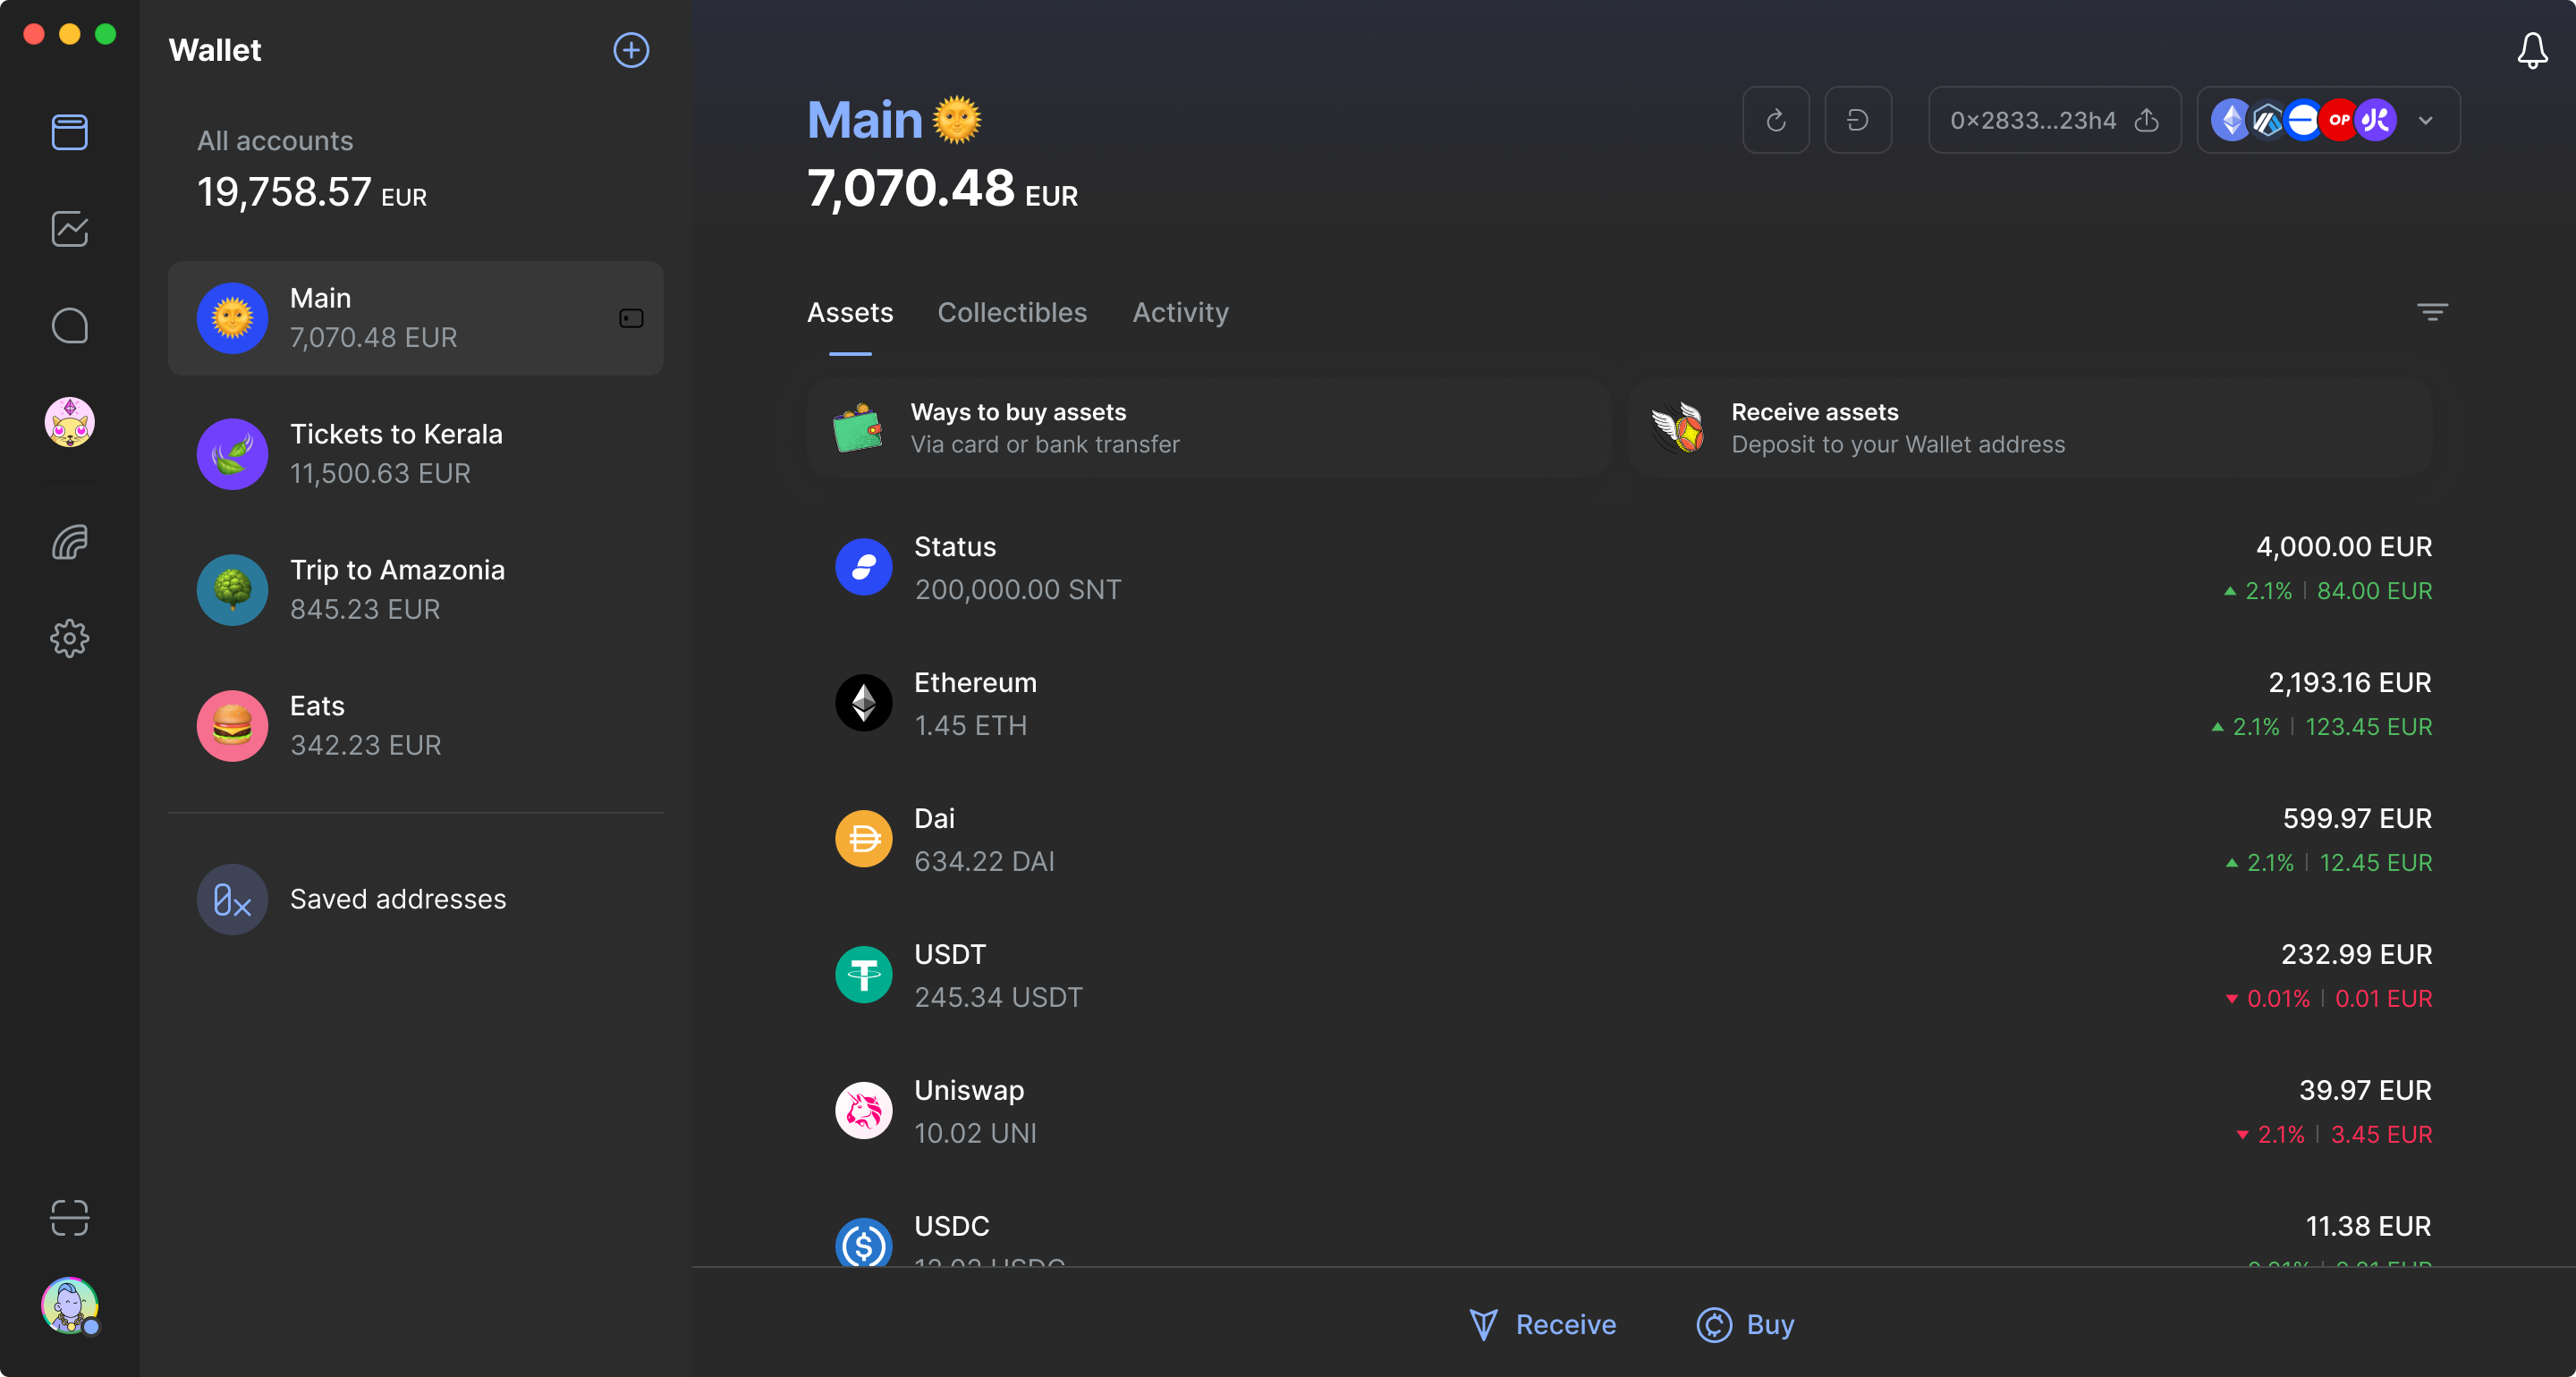 Wallet
All accounts
19,758.57 EUR
Main
7,070.48 EUR
Tickets to Kerala
11,500.63 EUR
Trip to Amazonia
845.23 EUR
Eats
342.23 EUR
Saved addresses
Main
7,070.48 EUR
0×2833...23h4
OP
Assets Collectibles Activity
Ways to buy assets
Via card or bank transfer
Receive assets
Deposit to your Wallet address
Status
200,000.00 SNT
4,000.00 EUR
2.1% | 84.00 EUR
Ethereum
1.45 ETH
2,193.16 EUR
2.1% | 123.45 EUR
Dai
634.22 DAI
599.97 EUR
2.1% | 12.45 EUR
USDT
245.34 USDT
232.99 EUR
0.01% | 0.01 EUR
Uniswap
10.02 UNI
39.97 EUR
2.1% | 3.45 EUR
USDC
11.38 EUR
Receive Buy